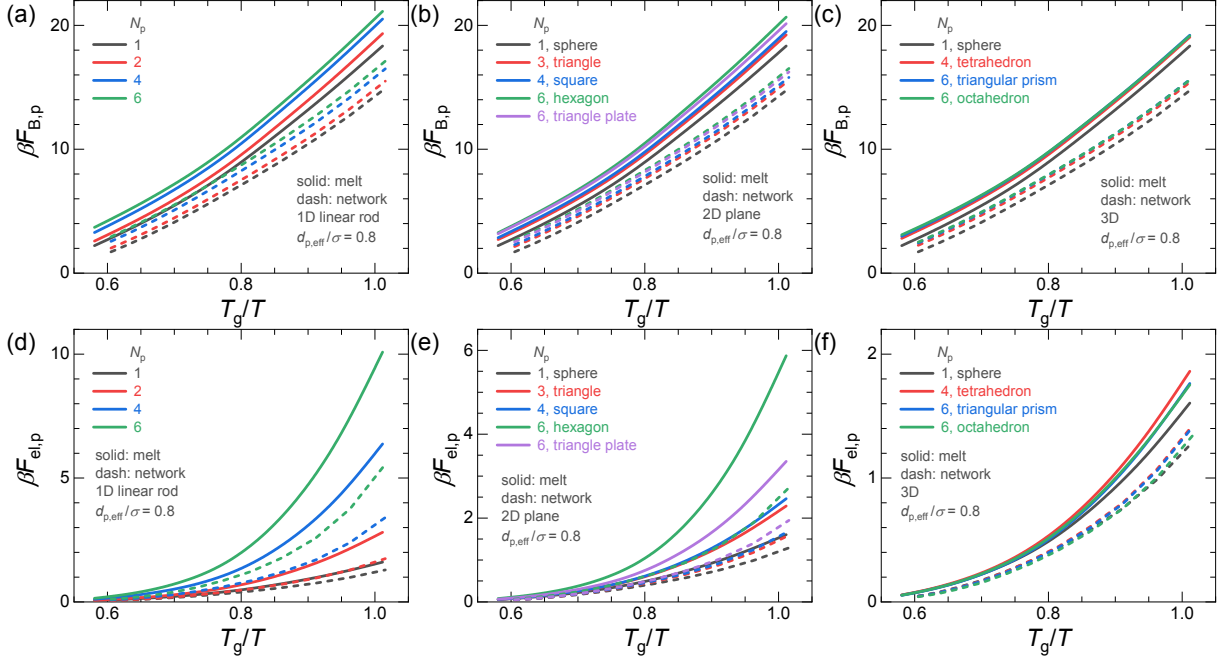 (a)
20
10
0
βF_B,p
N_p
1
2
4
6
solid: melt
dash: network
1D linear rod
d_p,eff/σ = 0.8
0.6
0.8
1.0
T_g/T
(b)
20
10
0
βF_B,p
N_p
1, sphere
3, triangle
4, square
6, hexagon
6, triangle plate
solid: melt
dash: network
2D plane
d_p,eff/σ = 0.8
0.6
0.8
1.0
T_g/T
(c)
20
10
0
βF_B,p
N_p
1, sphere
4, tetrahedron
6, triangular prism
6, octahedron
solid: melt
dash: network
3D
d_p,eff/σ = 0.8
0.6
0.8
1.0
T_g/T
(d)
10
5
0
βF_el,p
N_p
1
2
4
6
solid: melt
dash: network
1D linear rod
d_p,eff/σ = 0.8
0.6
0.8
1.0
T_g/T
(e)
6
4
2
0
βF_el,p
N_p
1, sphere
3, triangle
4, square
6, hexagon
6, triangle plate
solid: melt
dash: network
2D plane
d_p,eff/σ = 0.8
0.6
0.8
1.0
T_g/T
(f)
2
1
0
βF_el,p
N_p
1, sphere
4, tetrahedron
6, triangular prism
6, octahedron
solid: melt
dash: network
3D
d_p,eff/σ = 0.8
0.6
0.8
1.0
T_g/T